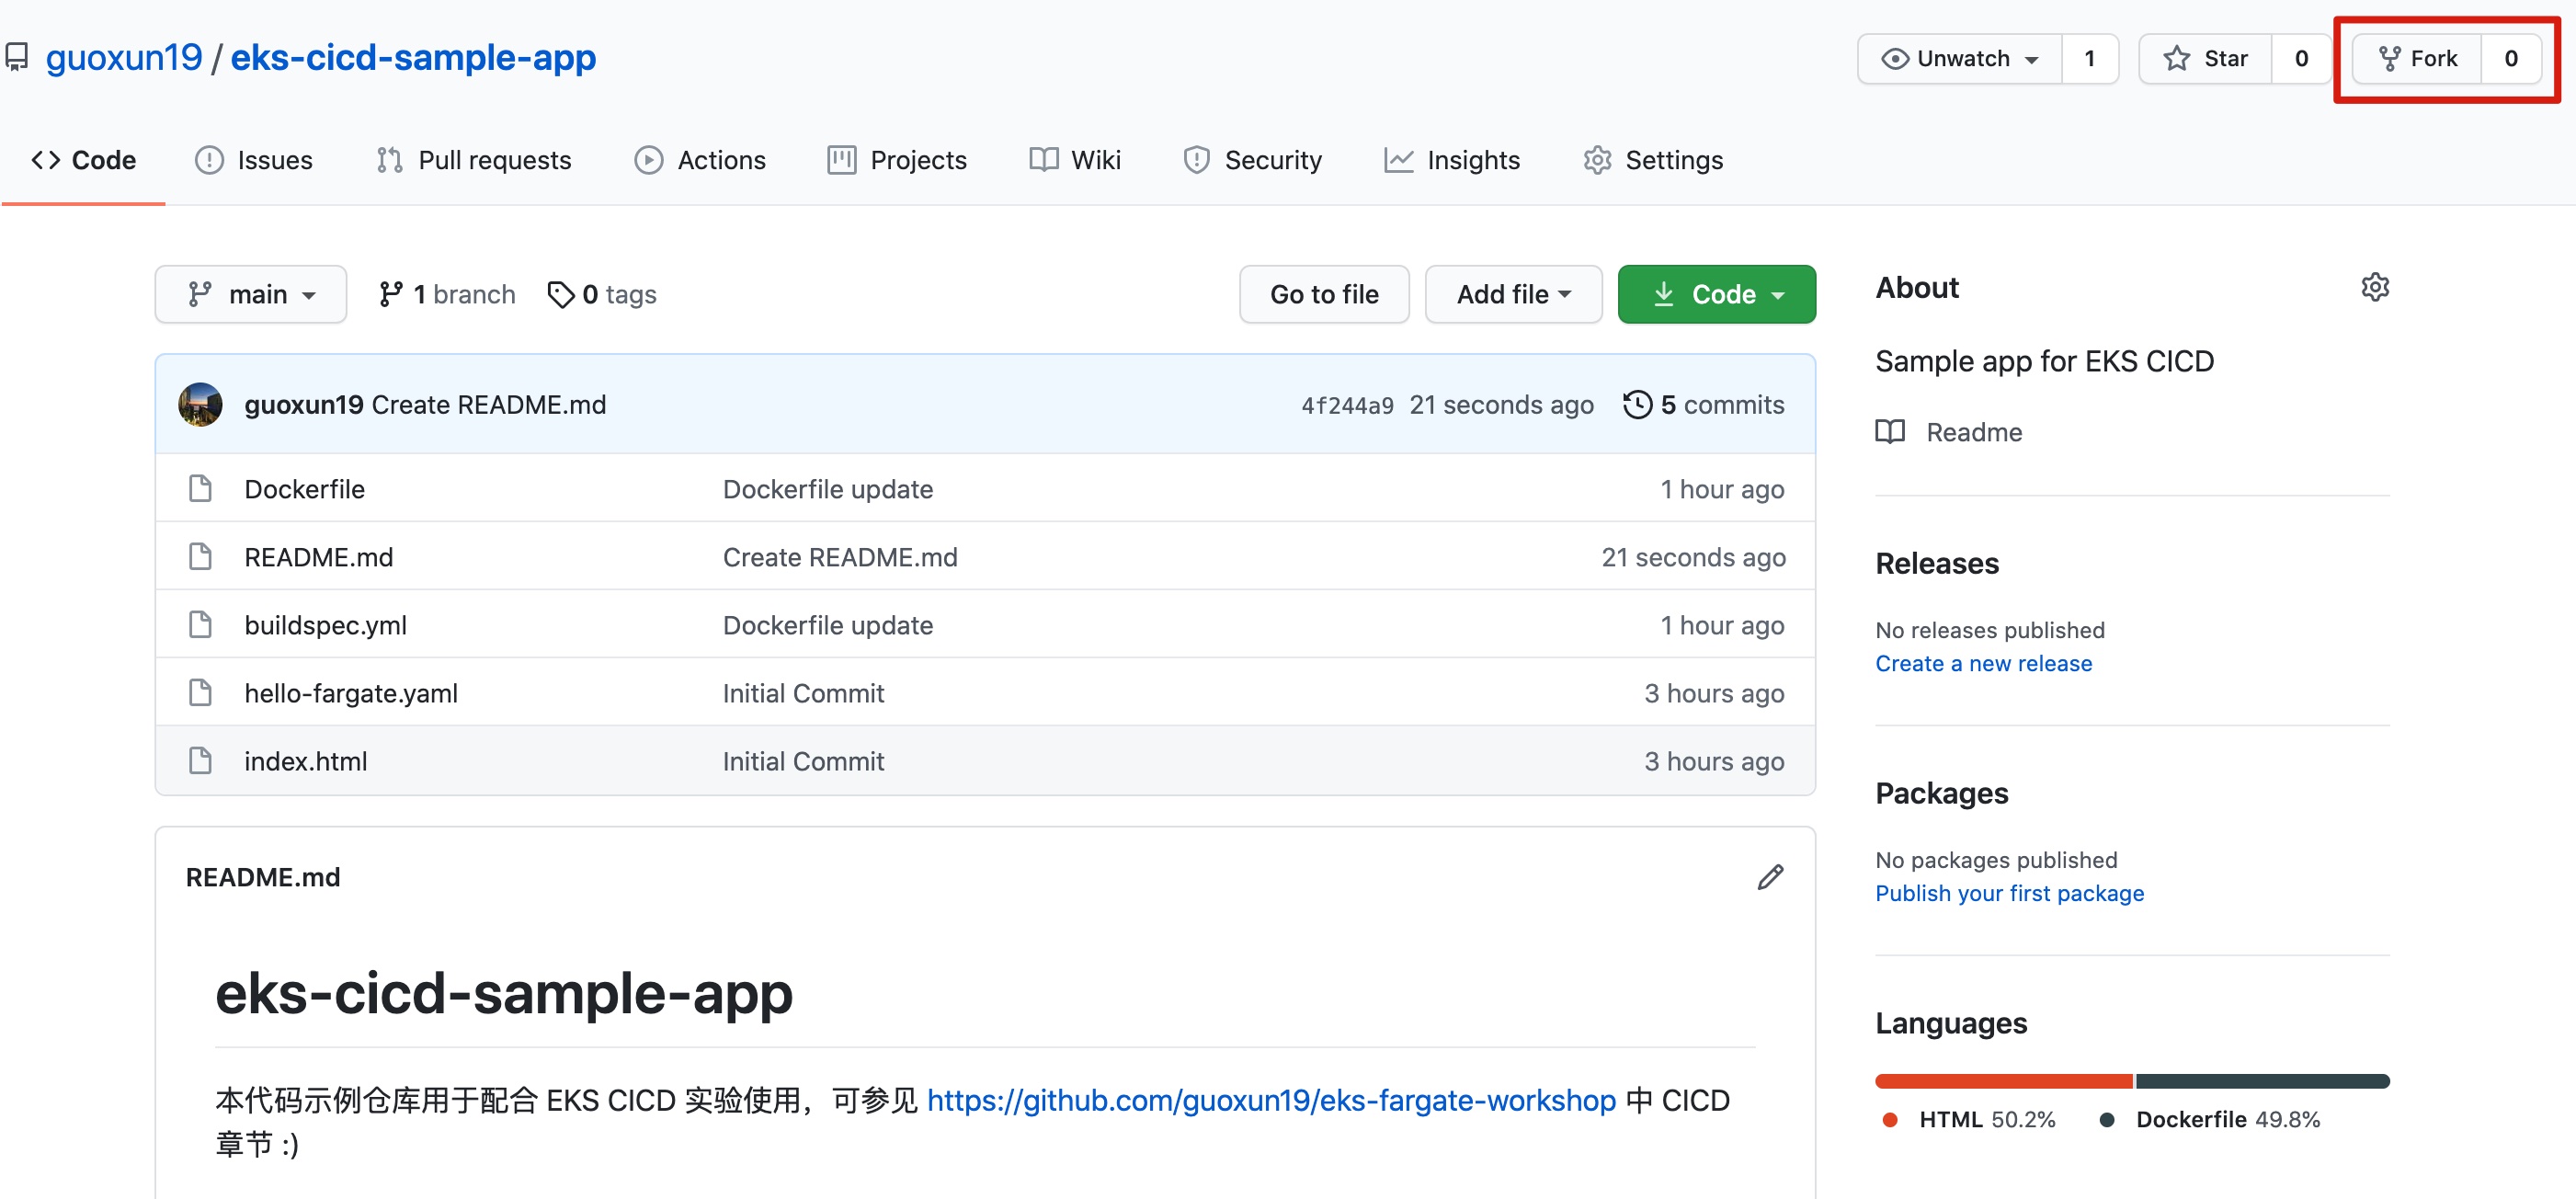 guoxun19 / eks-cicd-sample-app
Unwatch 1
Star 0
Fork 0
Code Issues Pull requests Actions Projects Wiki Security Insights Settings
main 1 branch 0 tags
Go to file Add file Code
guoxun19 Create README.md 4f244a9 21 seconds ago 5 commits
Dockerfile Dockerfile update 1 hour ago
README.md Create README.md 21 seconds ago
buildspec.yml Dockerfile update 1 hour ago
hello-fargate.yaml Initial Commit 3 hours ago
index.html Initial Commit 3 hours ago
README.md
eks-cicd-sample-app
本代码示例仓库用于配合 EKS CICD 实验使用，可参见 https://github.com/guoxun19/eks-fargate-workshop 中 CICD
章节 :)
About
Sample app for EKS CICD
Readme
Releases
No releases published
Create a new release
Packages
No packages published
Publish your first package
Languages
HTML 50.2% Dockerfile 49.8%